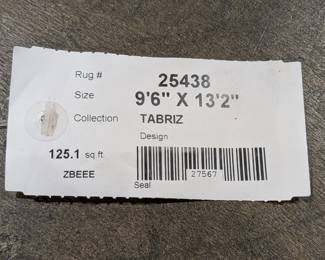 Rug # 25438
Size 9'6" X 13'2"
Collection TABRIZ
Design
125.1 sq.ft
27567
ZBEEE
Seal